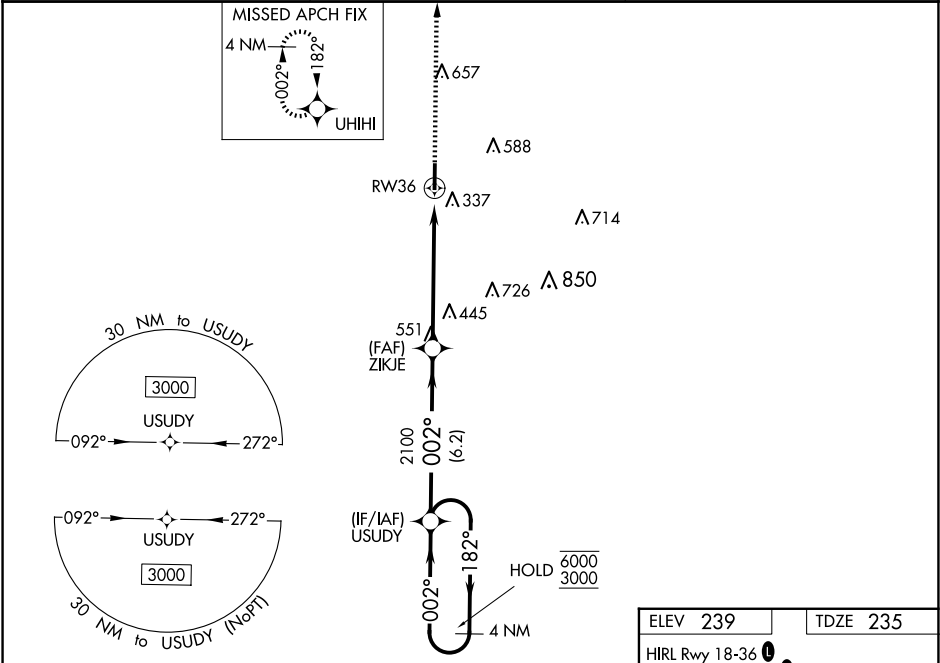 MISSED APCH FIX
4 NM
002°
182°
UHIHI
657
588
RW36
337
714
726
850
445
551
(FAF)
ZIKJE
30 NM to USUDY
3000
USUDY
092°
272°
2100
002°
(6.2)
092°
272°
USUDY
3000
30 NM to USUDY (NoPT)
(IF/IAF)
USUDY
002°
182°
HOLD
6000
3000
4 NM
ELEV 239
TDZE 235
HIRL Rwy 18-36 L